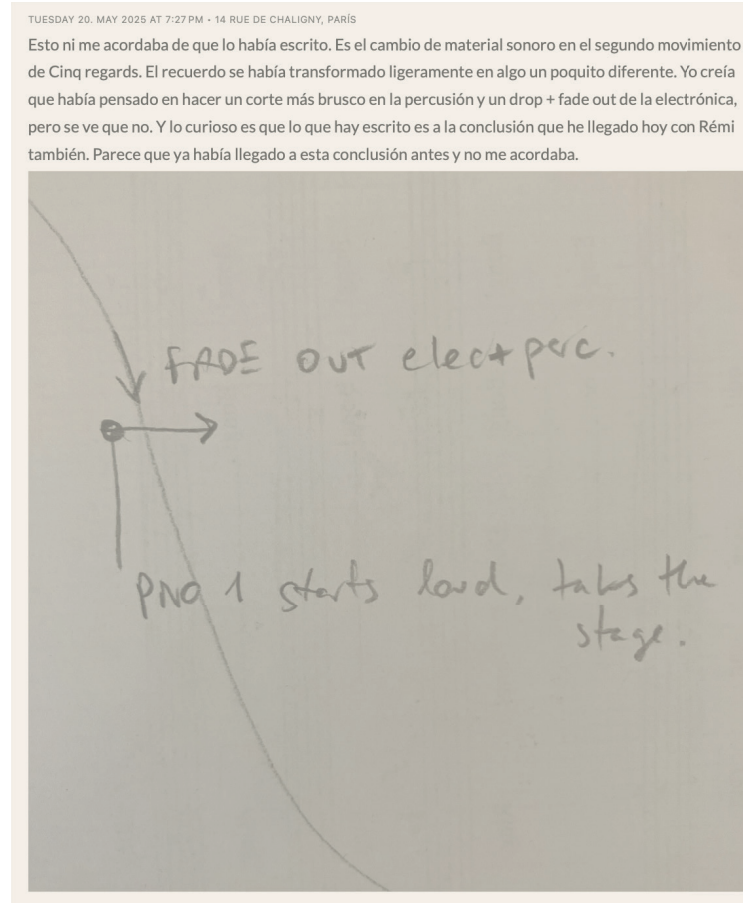 TUESDAY 20. MAY 2025 AT 7:27 PM • 14 RUE DE CHALIGNY, PARÍS
Esto ni me acordaba de que lo había escrito. Es el cambio de material sonoro en el segundo movimiento
de Cinq regards. El recuerdo se había transformado ligeramente en algo un poquito diferente. Yo creía
que había pensado en hacer un corte más brusco en la percusión y un drop + fade out de la electrónica,
pero se ve que no. Y lo curioso es que lo que hay escrito es a la conclusión que he llegado hoy con Rémi
también. Parece que ya había llegado a esta conclusión antes y no me acordaba.
FADE OUT elec+perc.
PNO 1 starts loud, takes the
stage.